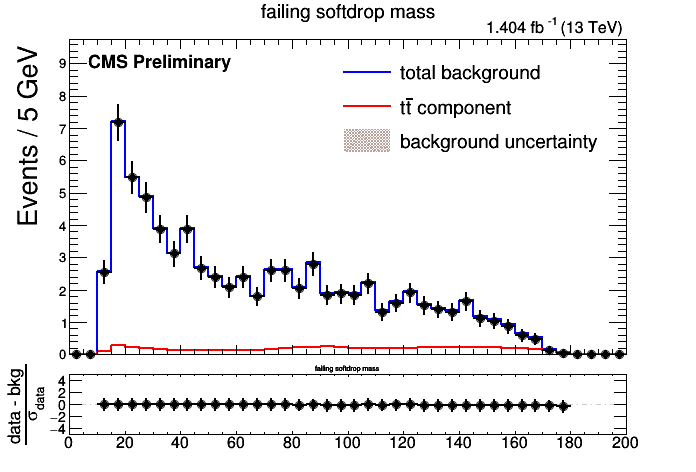 failing softdrop mass
1.404 fb⁻¹ (13 TeV)
CMS Preliminary
total background
tt̄ component
background uncertainty
Events / 5 GeV
9
8
7
6
5
4
3
2
1
0
failing softdrop mass
data - bkg
σ data
4
2
0
−2
−4
0 20 40 60 80 100 120 140 160 180 200